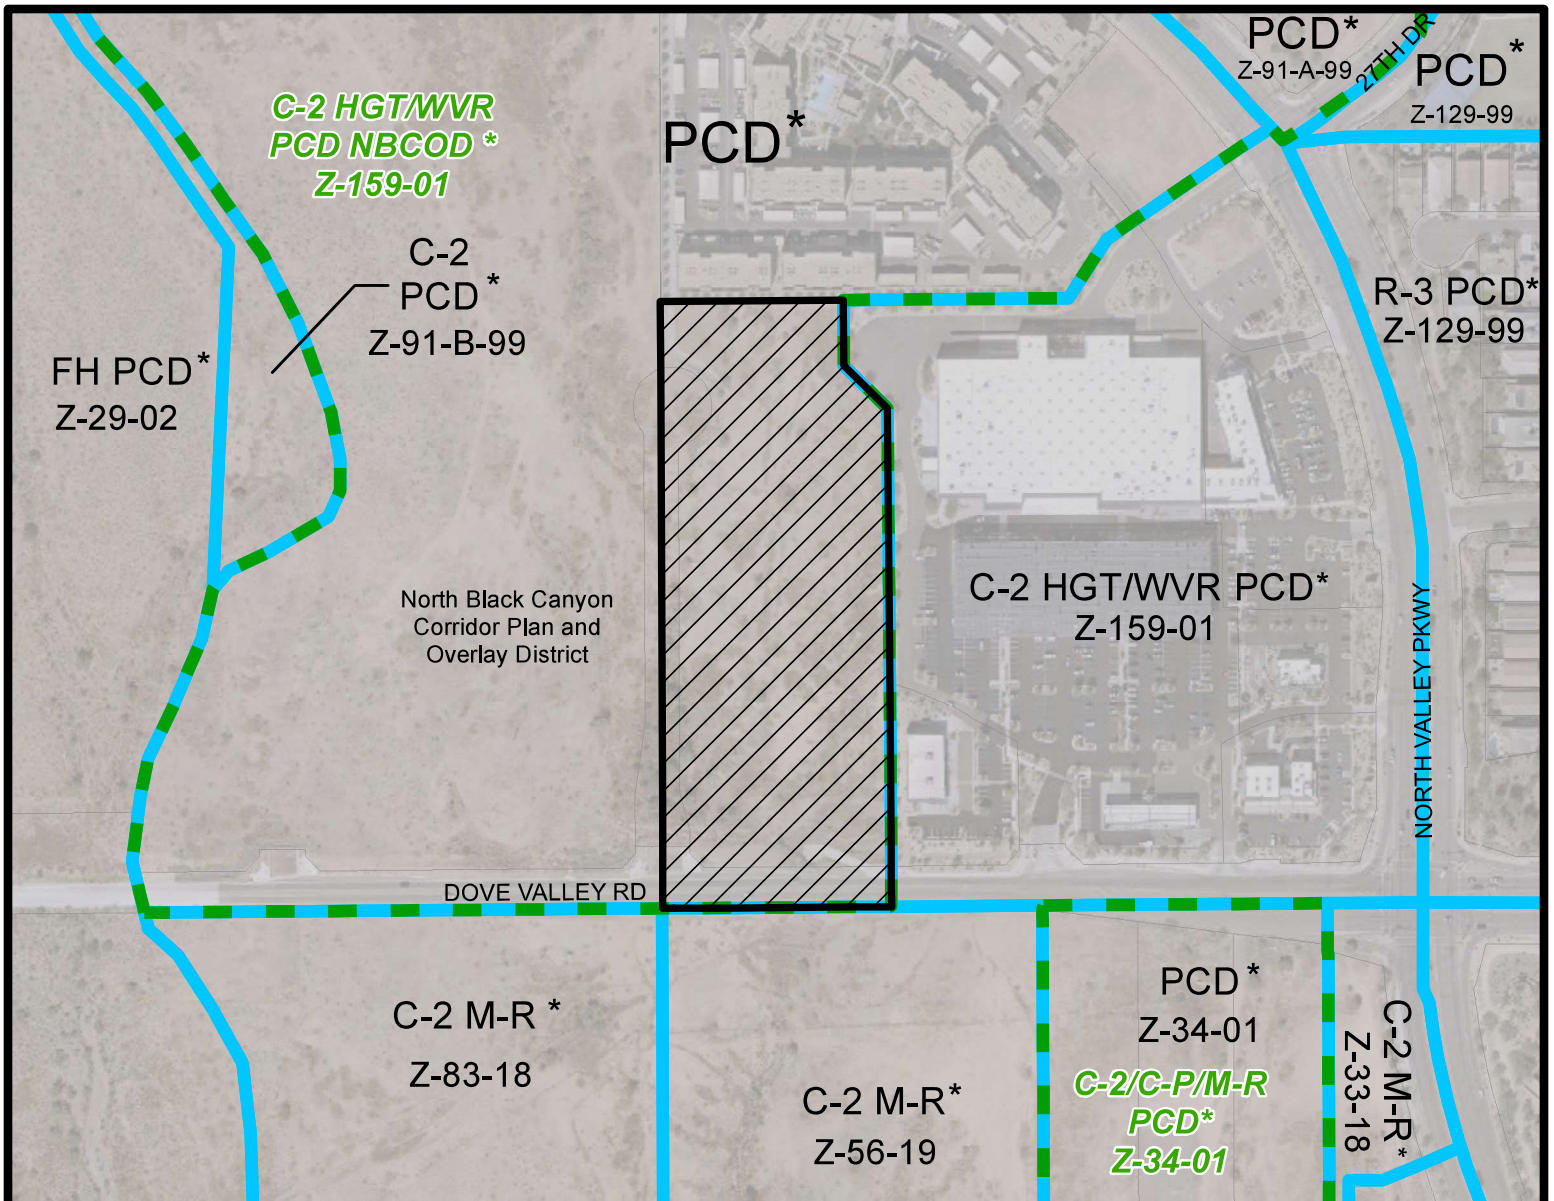 PCD*
Z-91-A-99
27TH DR
PCD*
Z-129-99
C-2 HGT/WVR
PCD NBCOD *
Z-159-01
PCD*
C-2
PCD *
Z-91-B-99
R-3 PCD*
Z-129-99
FH PCD*
Z-29-02
North Black Canyon
Corridor Plan and
Overlay District
C-2 HGT/WVR PCD*
Z-159-01
NORTH VALLEY PKWY
DOVE VALLEY RD
C-2 M-R *
Z-83-18
C-2 M-R*
Z-56-19
PCD *
Z-34-01
C-2/C-P/M-R
PCD*
Z-34-01
C-2 M-R*
Z-33-18